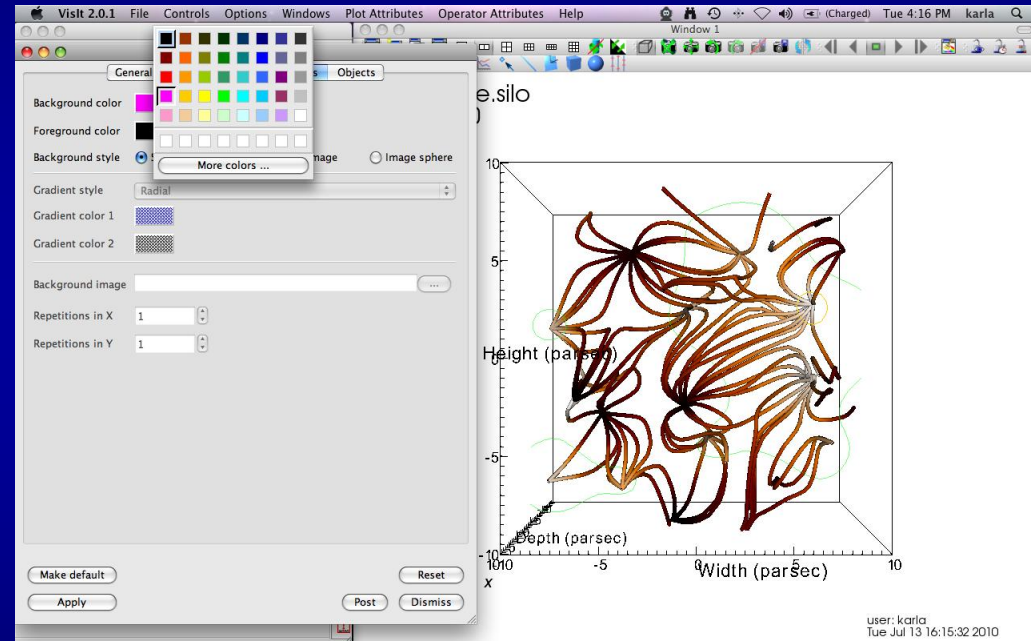 VisIt 2.0.1 File Controls Options Windows Plot Attributes Operator Attributes Help (Charged) Tue 4:16 PM karla
Window 1
Objects
Background color
Foreground color
Background style Image sphere
More colors ...
Gradient style Radial
Gradient color 1
Gradient color 2
Background image ...
Repetitions in X 1
Repetitions in Y 1
Make default Reset
Apply Post Dismiss
e.silo
10
5
Height (parsec)
-5
Depth (parsec)
-10
-5
Width (parsec)
5
10
x
user: karla
Tue Jul 13 16:15:32 2010